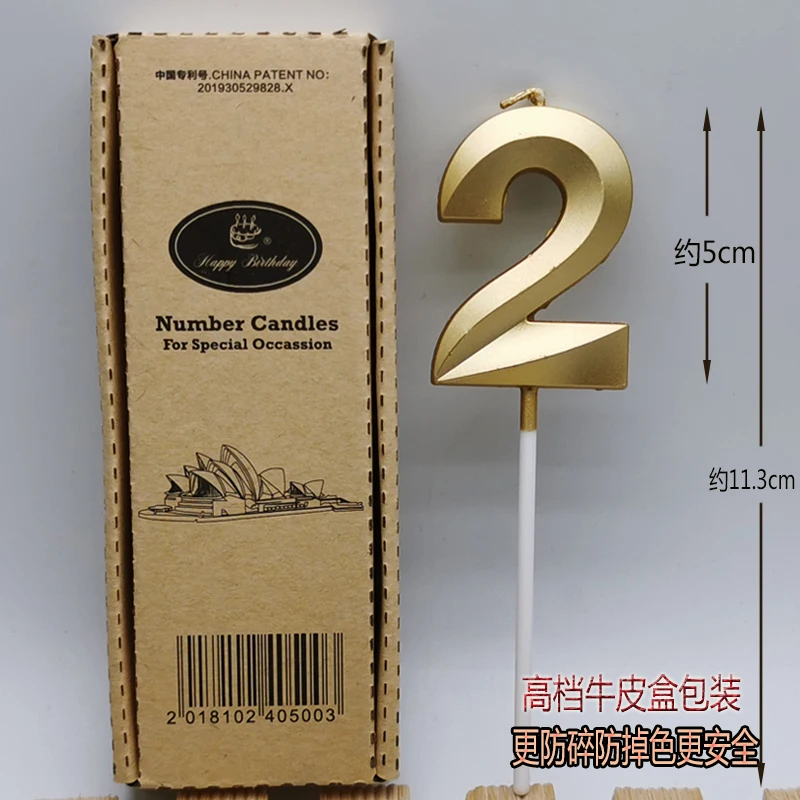 中国专利号.CHINA PATENT NO:
201930529828.X
®
Happy Birthday
Number Candles
For Special Occassion
2 018102 405003
约5cm
约11.3cm
高档牛皮盒包装
更防碎防掉色更安全